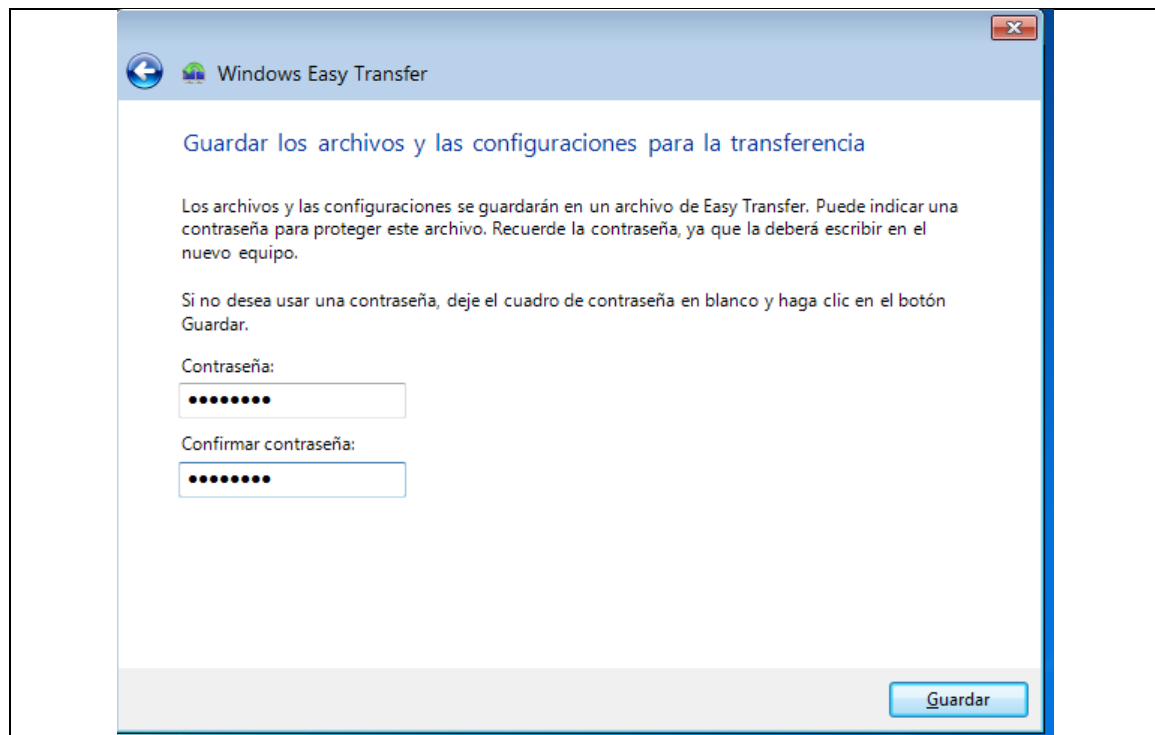 Windows Easy Transfer
Guardar los archivos y las configuraciones para la transferencia
Los archivos y las configuraciones se guardarán en un archivo de Easy Transfer. Puede indicar una
contraseña para proteger este archivo. Recuerde la contraseña, ya que la deberá escribir en el
nuevo equipo.
Si no desea usar una contraseña, deje el cuadro de contraseña en blanco y haga clic en el botón
Guardar.
Contraseña:
●●●●●●●●
Confirmar contraseña:
●●●●●●●●
Guardar